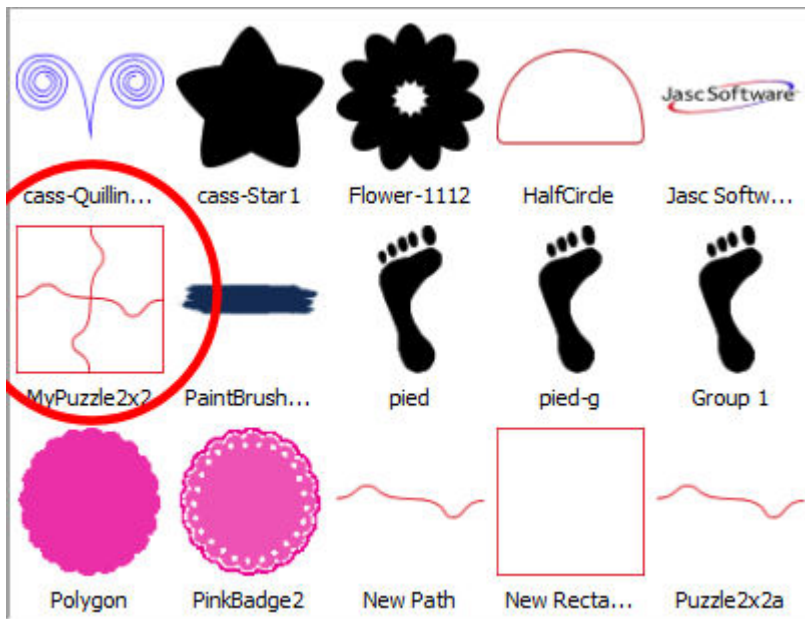 Jasc Software
cass-Quillin...
cass-Star1
Flower-1112
HalfCircle
Jasc Softw...
MyPuzzle2x2
PaintBrush...
pied
pied-g
Group 1
Polygon
PinkBadge2
New Path
New Recta...
Puzzle2x2a